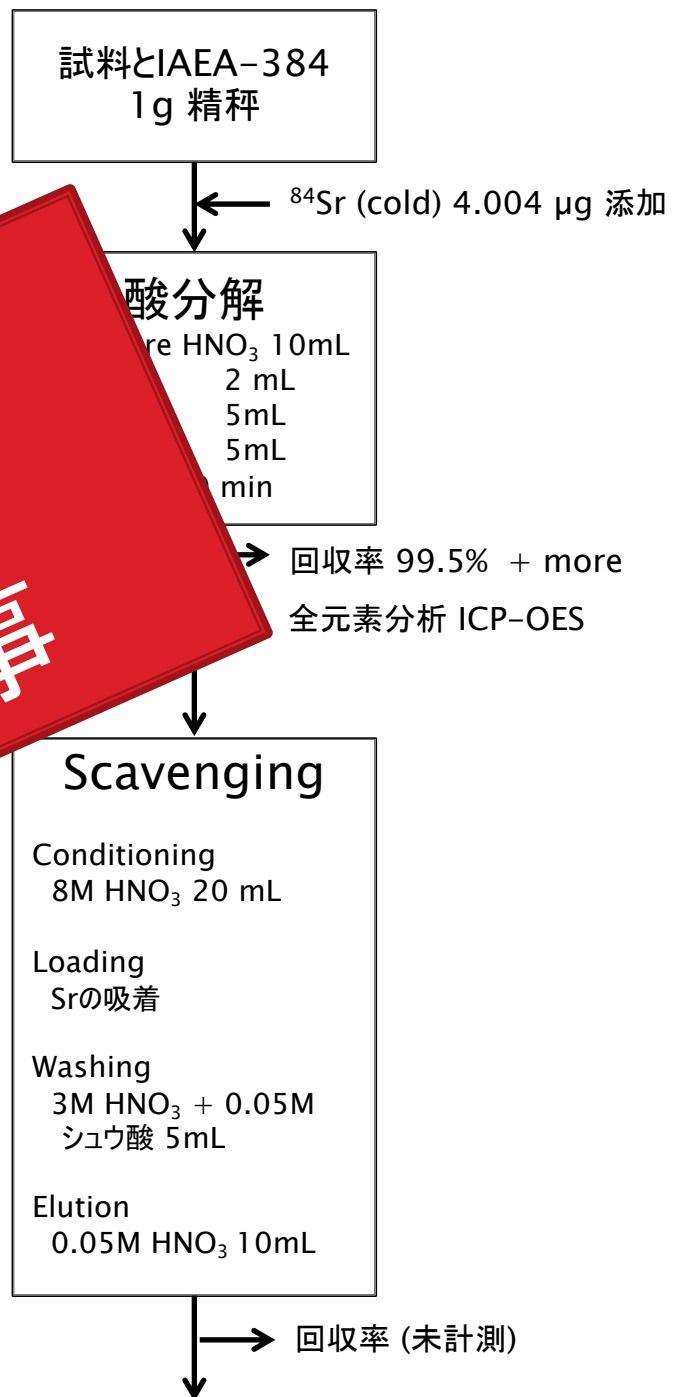 試料とIAEA-384
1g 精秤
84Sr (cold) 4.004 μg 添加
酸分解
HNO₃ 10mL
2 mL
5mL
5mL
min
回収率 99.5% + more
全元素分析 ICP-OES
事
Scavenging
Conditioning
8M HNO₃ 20 mL
Loading
Srの吸着
Washing
3M HNO₃ + 0.05M
シュウ酸 5mL
Elution
0.05M HNO₃ 10mL
回収率 (未計測)